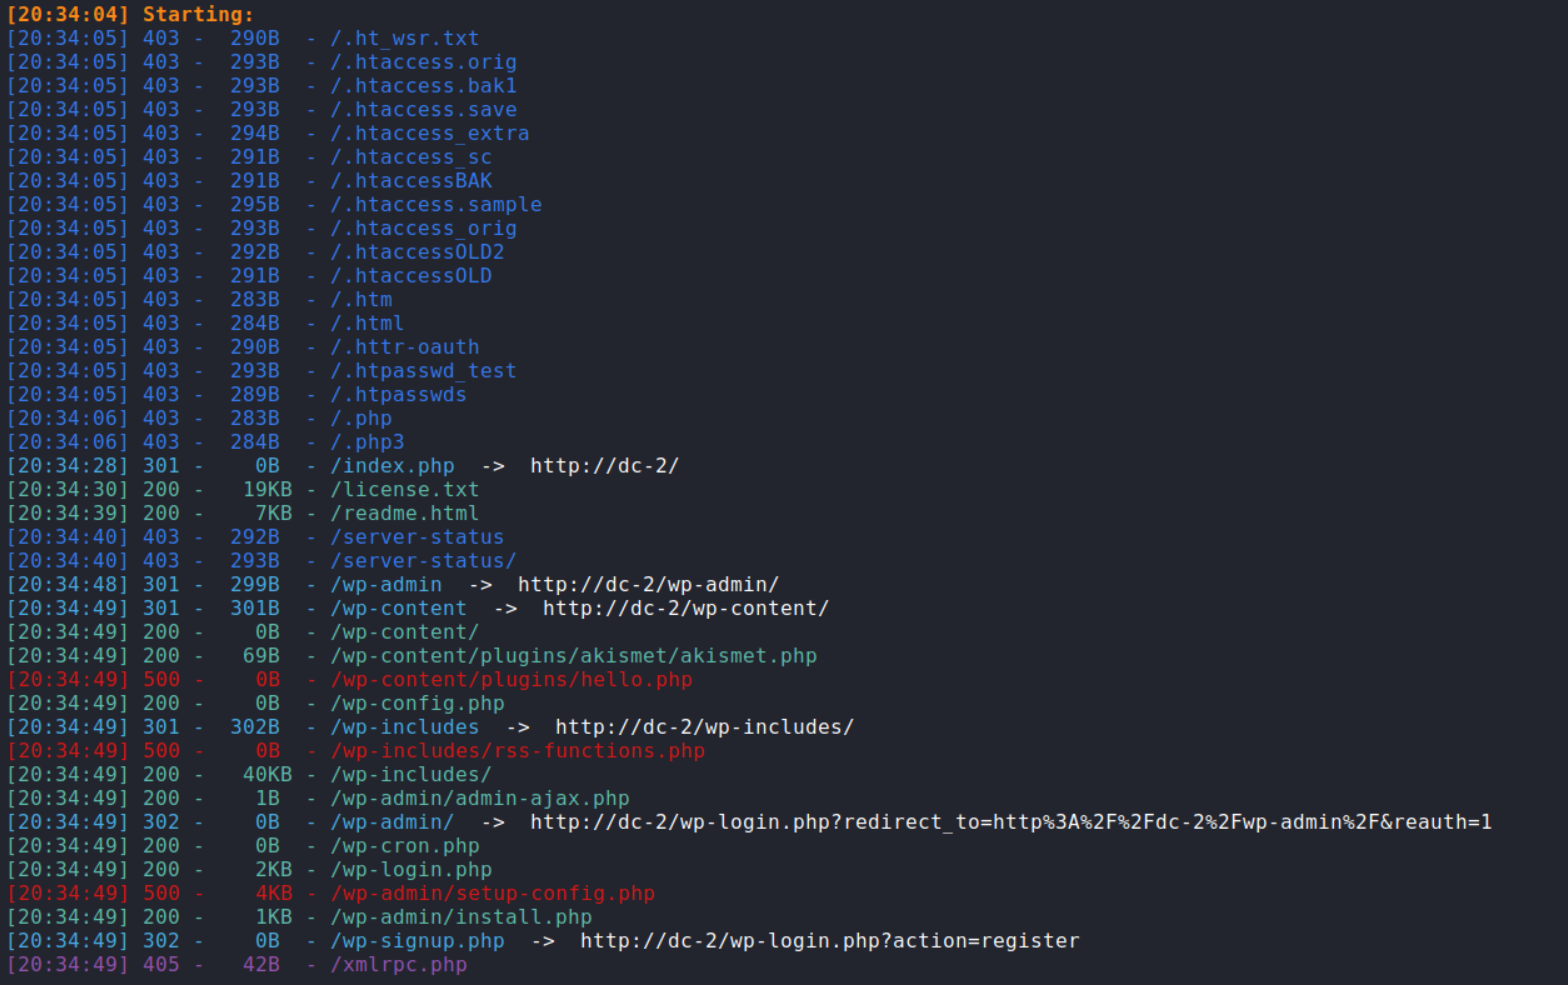 [20:34:04] Starting:
[20:34:05] 403 -  290B  - /.ht_wsr.txt
[20:34:05] 403 -  293B  - /.htaccess.orig
[20:34:05] 403 -  293B  - /.htaccess.bak1
[20:34:05] 403 -  293B  - /.htaccess.save
[20:34:05] 403 -  294B  - /.htaccess_extra
[20:34:05] 403 -  291B  - /.htaccess_sc
[20:34:05] 403 -  291B  - /.htaccessBAK
[20:34:05] 403 -  295B  - /.htaccess.sample
[20:34:05] 403 -  293B  - /.htaccess_orig
[20:34:05] 403 -  292B  - /.htaccessOLD2
[20:34:05] 403 -  291B  - /.htaccessOLD
[20:34:05] 403 -  283B  - /.htm
[20:34:05] 403 -  284B  - /.html
[20:34:05] 403 -  290B  - /.httr-oauth
[20:34:05] 403 -  293B  - /.htpasswd_test
[20:34:05] 403 -  289B  - /.htpasswds
[20:34:06] 403 -  283B  - /.php
[20:34:06] 403 -  284B  - /.php3
[20:34:28] 301 -    0B  - /index.php  ->  http://dc-2/
[20:34:30] 200 -   19KB - /license.txt
[20:34:39] 200 -    7KB - /readme.html
[20:34:40] 403 -  292B  - /server-status
[20:34:40] 403 -  293B  - /server-status/
[20:34:48] 301 -  299B  - /wp-admin  ->  http://dc-2/wp-admin/
[20:34:49] 301 -  301B  - /wp-content  ->  http://dc-2/wp-content/
[20:34:49] 200 -    0B  - /wp-content/
[20:34:49] 200 -   69B  - /wp-content/plugins/akismet/akismet.php
[20:34:49] 500 -    0B  - /wp-content/plugins/hello.php
[20:34:49] 200 -    0B  - /wp-config.php
[20:34:49] 301 -  302B  - /wp-includes  ->  http://dc-2/wp-includes/
[20:34:49] 500 -    0B  - /wp-includes/rss-functions.php
[20:34:49] 200 -   40KB - /wp-includes/
[20:34:49] 200 -    1B  - /wp-admin/admin-ajax.php
[20:34:49] 302 -    0B  - /wp-admin/  ->  http://dc-2/wp-login.php?redirect_to=http%3A%2F%2Fdc-2%2Fwp-admin%2F&reauth=1
[20:34:49] 200 -    0B  - /wp-cron.php
[20:34:49] 200 -    2KB - /wp-login.php
[20:34:49] 500 -    4KB - /wp-admin/setup-config.php
[20:34:49] 200 -    1KB - /wp-admin/install.php
[20:34:49] 302 -    0B  - /wp-signup.php  ->  http://dc-2/wp-login.php?action=register
[20:34:49] 405 -   42B  - /xmlrpc.php